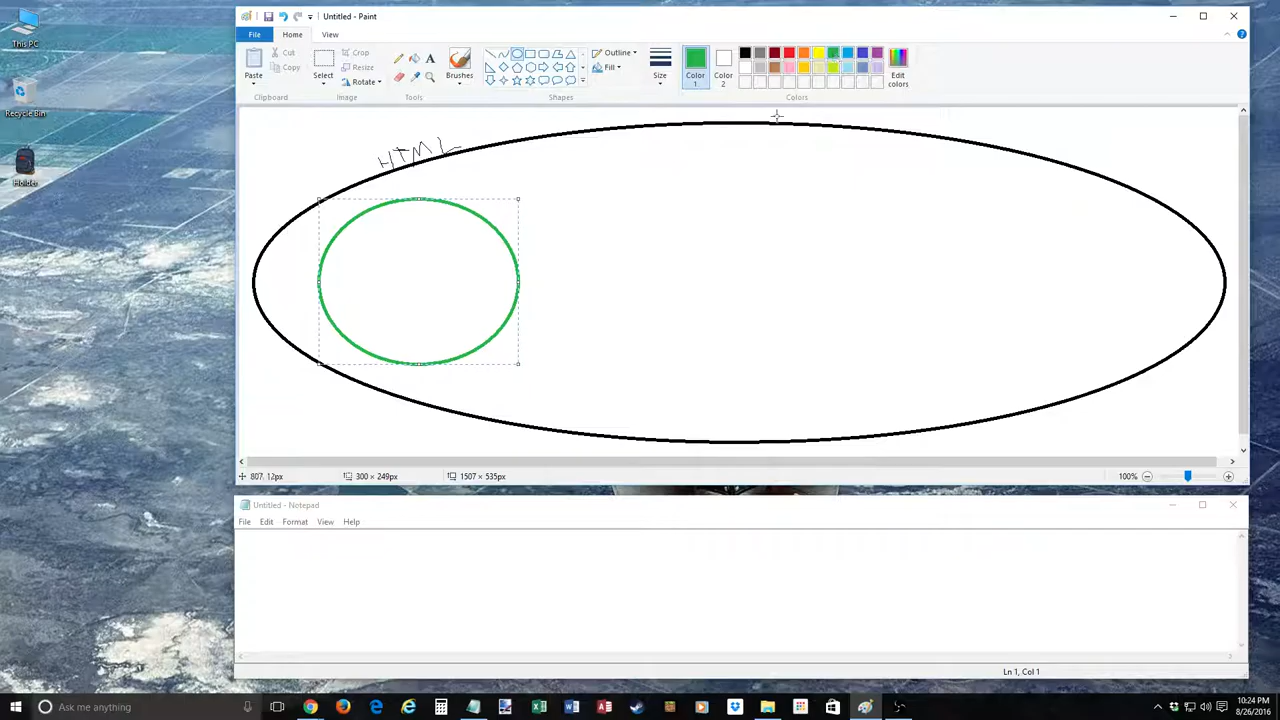 This PC
Recycle Bin
Holder
Untitled - Paint
File
Home
View
Paste
Cut
Copy
Clipboard
Select
Crop
Resize
Rotate
Image
A
Tools
Brushes
Outline
Fill
Shapes
Size
Color 1
Color 2
Edit colors
Colors
HTML
807, 12px
300 × 249px
1507 × 535px
100%
Untitled - Notepad
File Edit Format View Help
Ln 1, Col 1
Ask me anything
10:24 PM
8/26/2016